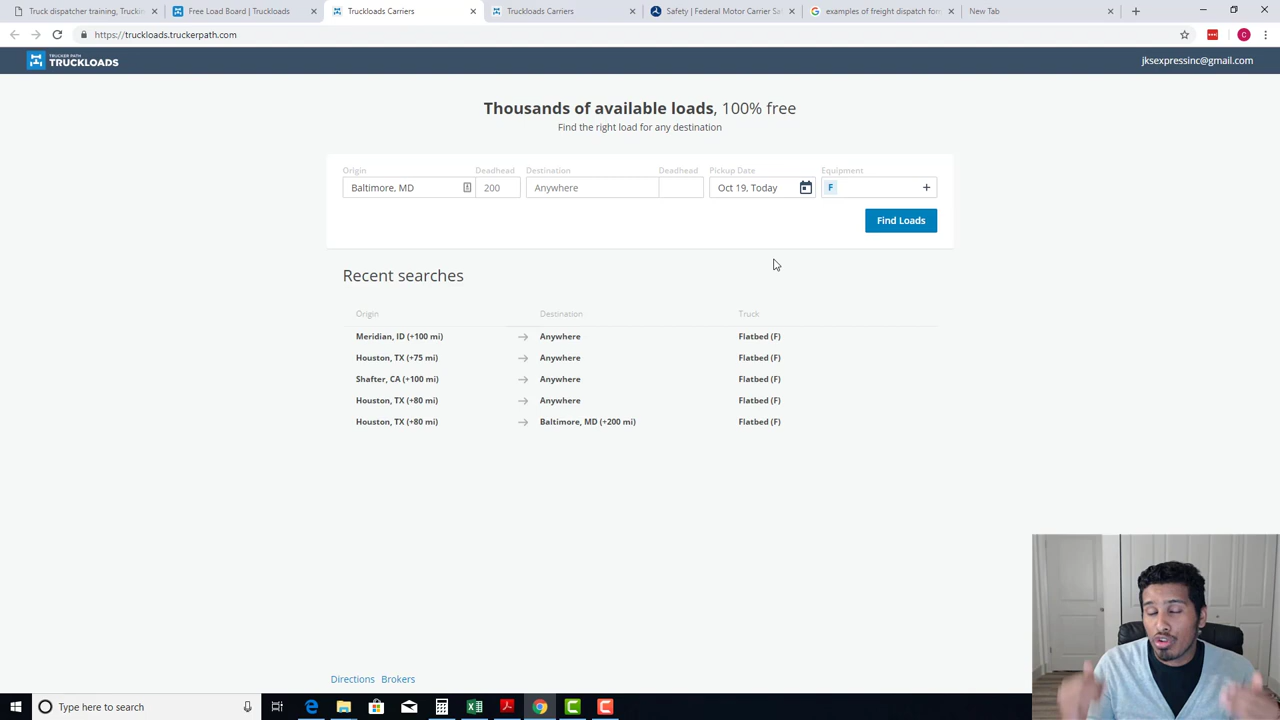 Truck dispatcher training, Truckin
Free Load Board | Truckloads
Truckloads Carriers
Truckloads Carriers
Safety | Federal Motor Carrier Sa
examples of freight dispatch for
New Tab
https://truckloads.truckerpath.com
C
TRUCKER PATH
TRUCKLOADS
jksexpressinc@gmail.com
Thousands of available loads, 100% free
Find the right load for any destination
Origin Deadhead Destination Deadhead Pickup Date Equipment
Baltimore, MD 200 Anywhere Oct 19, Today F +
Find Loads
Recent searches
Origin Destination Truck
Meridian, ID (+100 mi) → Anywhere Flatbed (F)
Houston, TX (+75 mi) → Anywhere Flatbed (F)
Shafter, CA (+100 mi) → Anywhere Flatbed (F)
Houston, TX (+80 mi) → Anywhere Flatbed (F)
Houston, TX (+80 mi) → Baltimore, MD (+200 mi) Flatbed (F)
Directions Brokers
Type here to search